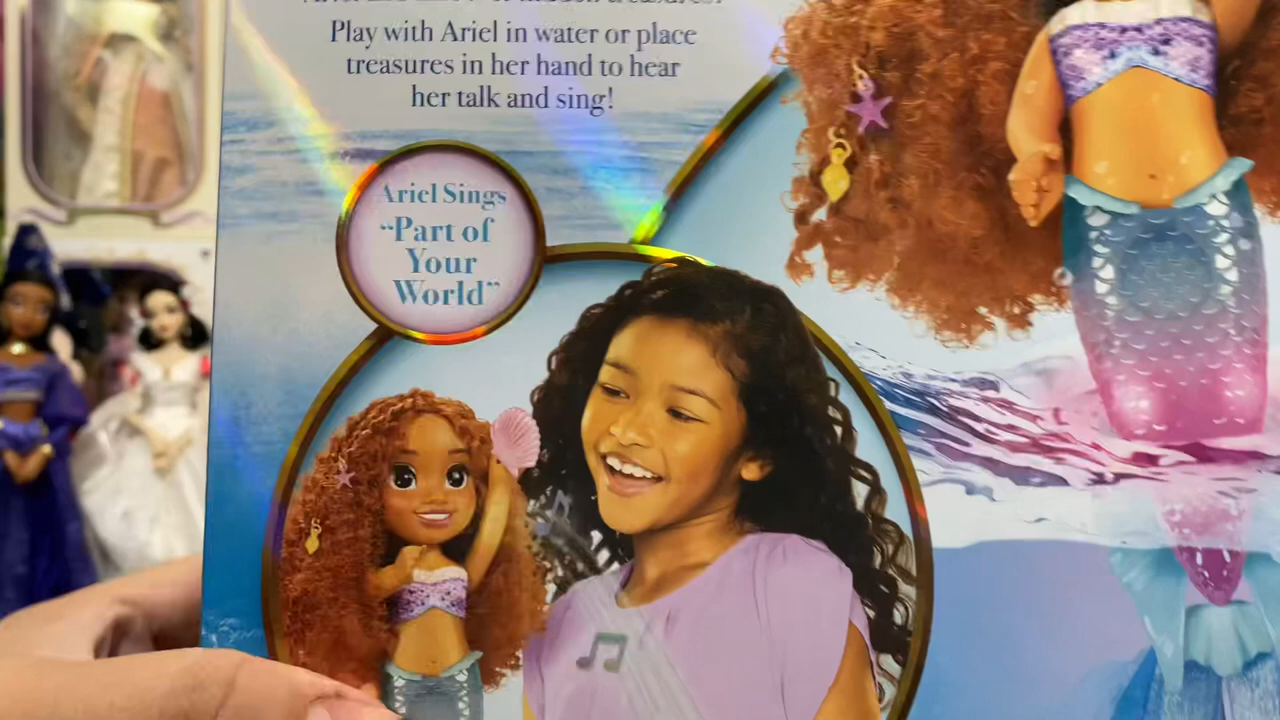 Play with Ariel in water or place
treasures in her hand to hear
her talk and sing!
Ariel Sings
“Part of
Your
World”